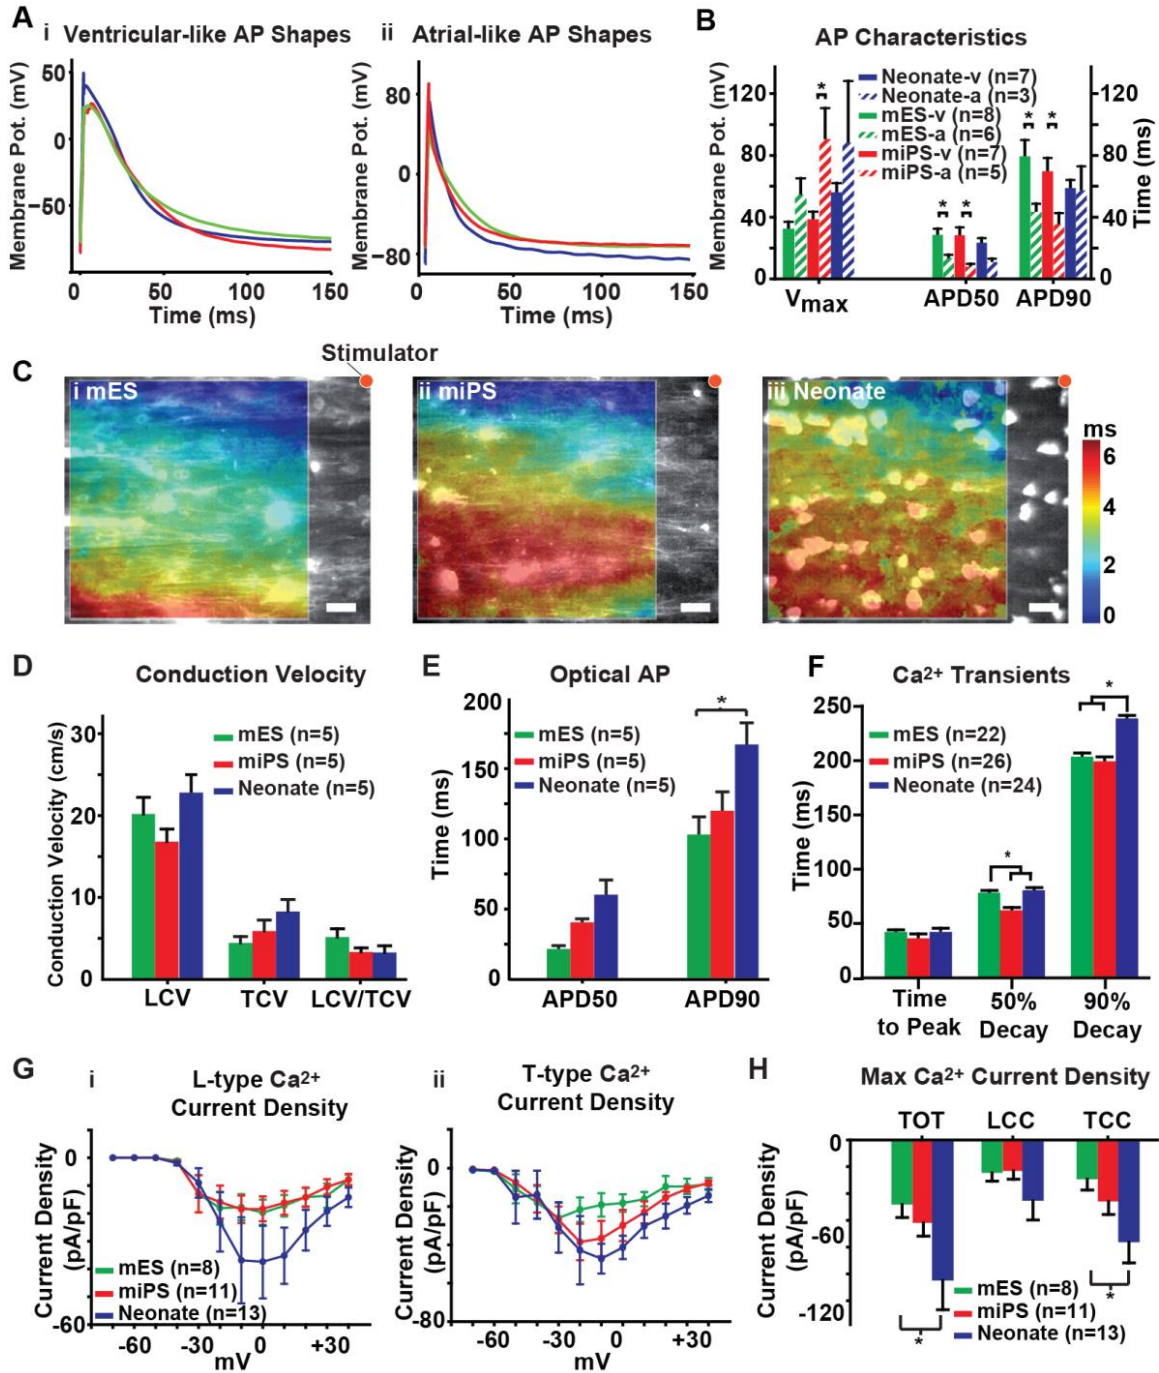 A
i Ventricular-like AP Shapes
Membrane Pot. (mV)
50
−50
0 50 100 150
Time (ms)
ii Atrial-like AP Shapes
Membrane Pot. (mV)
80
0
−80
0 50 100 150
Time (ms)
B
AP Characteristics
120
80
40
0
Neonate-v (n=7)
Neonate-a (n=3)
mES-v (n=8)
mES-a (n=6)
miPS-v (n=7)
miPS-a (n=5)
*
* *
* *
120
80
40
0
Time (ms)
Vmax APD50 APD90
C
Stimulator
i mES
ii miPS
iii Neonate
ms
6
4
2
0
D
Conduction Velocity
Conduction Velocity (cm/s)
30
20
10
0
mES (n=5)
miPS (n=5)
Neonate (n=5)
LCV TCV LCV/TCV
E
Optical AP
Time (ms)
200
150
100
50
0
mES (n=5)
miPS (n=5)
Neonate (n=5)
*
APD50 APD90
F
Ca2+ Transients
Time (ms)
250
200
150
100
50
0
mES (n=22)
miPS (n=26)
Neonate (n=24)
*
*
Time to Peak
50% Decay
90% Decay
G
i L-type Ca2+
Current Density
Current Density
(pA/pF)
0
-60
mES (n=8)
miPS (n=11)
Neonate (n=13)
-60 -30 0 +30
mV
ii T-type Ca2+
Current Density
Current Density
(pA/pF)
0
-80
-60 -30 0 +30
mV
H
Max Ca2+ Current Density
TOT LCC TCC
Current Density
(pA/pF)
0
-60
-120
mES (n=8)
miPS (n=11)
Neonate (n=13)
*
*